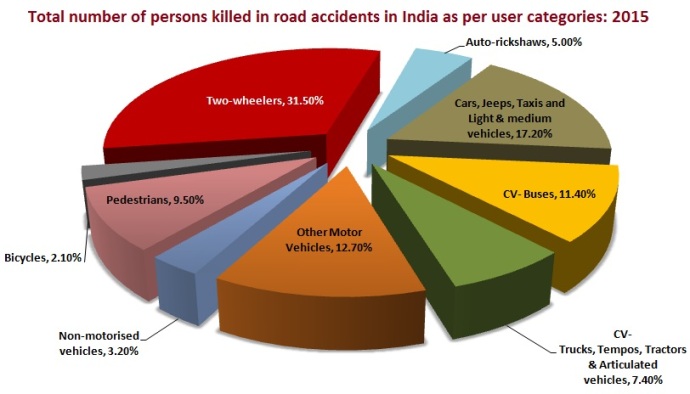 Total number of persons killed in road accidents in India as per user categories: 2015
Auto-rickshaws, 5.00%
Two-wheelers, 31.50%
Cars, Jeeps, Taxis and
Light & medium
vehicles, 17.20%
CV- Buses, 11.40%
Pedestrians, 9.50%
Other Motor
Vehicles, 12.70%
Bicycles, 2.10%
Non-motorised
vehicles, 3.20%
CV-
Trucks, Tempos, Tractors
& Articulated
vehicles, 7.40%